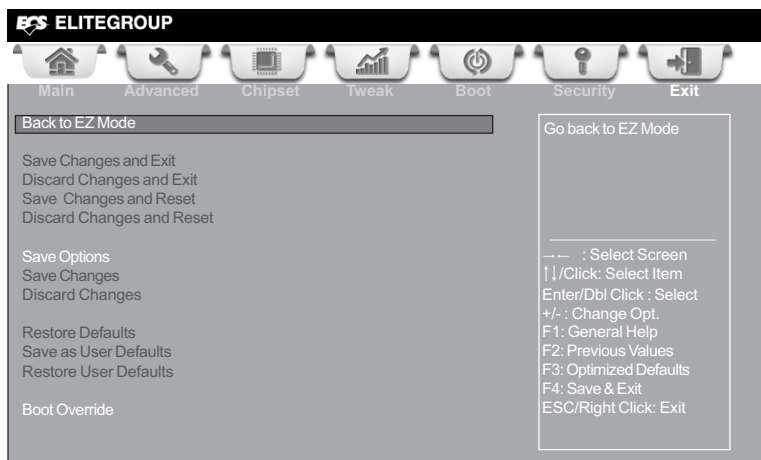 ECS ELITEGROUP
Main Advanced Chipset Tweak Boot Security Exit
Back to EZ Mode
Save Changes and Exit
Discard Changes and Exit
Save Changes and Reset
Discard Changes and Reset
Save Options
Save Changes
Discard Changes
Restore Defaults
Save as User Defaults
Restore User Defaults
Boot Override
Go back to EZ Mode
→← : Select Screen
↑↓/Click: Select Item
Enter/Dbl Click : Select
+/- : Change Opt.
F1: General Help
F2: Previous Values
F3: Optimized Defaults
F4: Save & Exit
ESC/Right Click: Exit